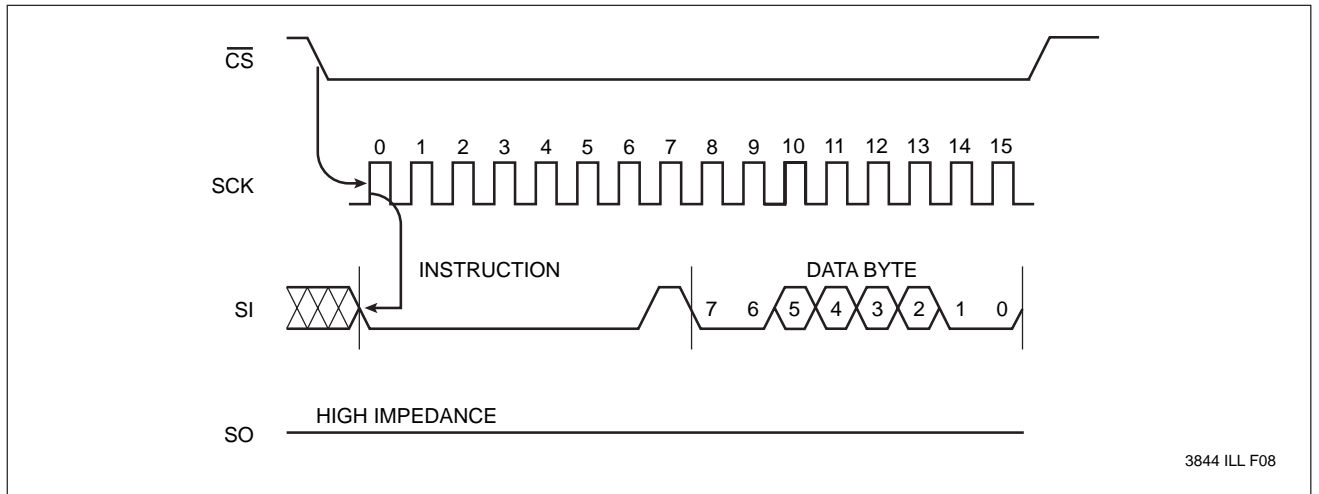 CS
0 1 2 3 4 5 6 7 8 9 10 11 12 13 14 15
SCK
INSTRUCTION DATA BYTE
SI 7 6 5 4 3 2 1 0
HIGH IMPEDANCE
SO
3844 ILL F08